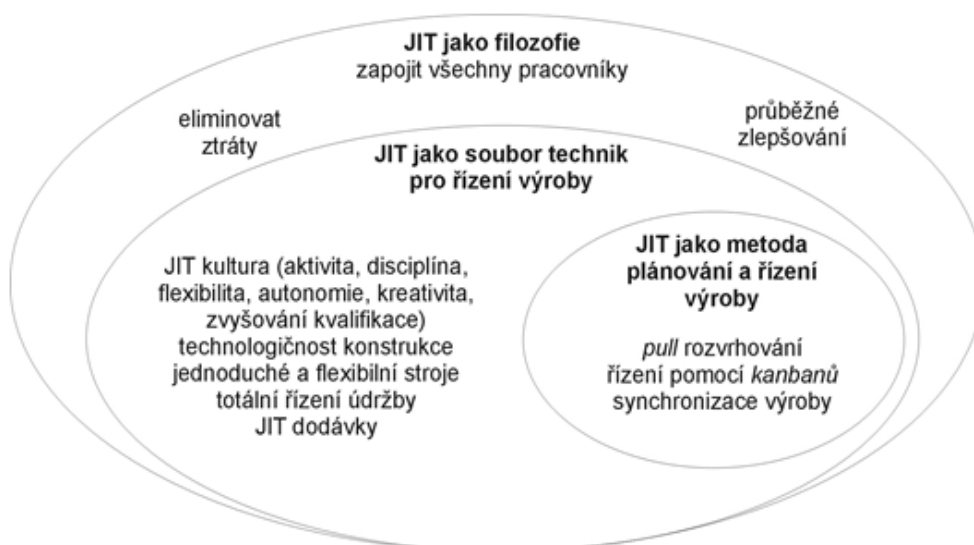 JIT jako filozofie
zapojit všechny pracovníky
eliminovat
ztráty
průběžné
zlepšování
JIT jako soubor technik
pro řízení výroby
JIT kultura (aktivita, disciplína,
flexibilita, autonomie, kreativita,
zvyšování kvalifikace)
technologičnost konstrukce
jednoduché a flexibilní stroje
totální řízení údržby
JIT dodávky
JIT jako metoda
plánování a řízení
výroby
pull rozvrhování
řízení pomocí kanbanů
synchronizace výroby